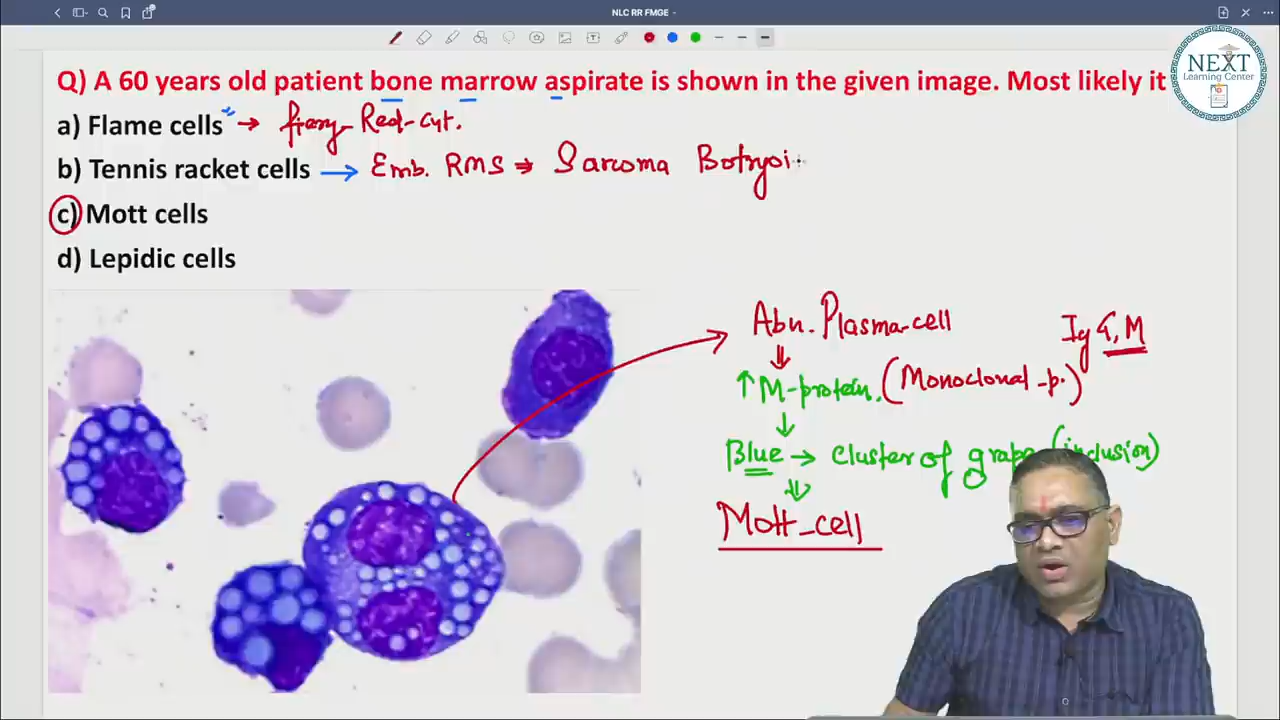 NLC RR FMGE
NEXT
Learning Center
Q) A 60 years old patient bone marrow aspirate is shown in the given image. Most likely it
a) Flame cells → fiery Red-cyt.
b) Tennis racket cells → Emb. RMS ⇒ Sarcoma Botryoi
c) Mott cells
d) Lepidic cells
Abn. Plasma-cell
Ig G, M
↑ M-protein. (Monoclonal-p.)
Blue → cluster of grape (inclusion)
Mott-cell